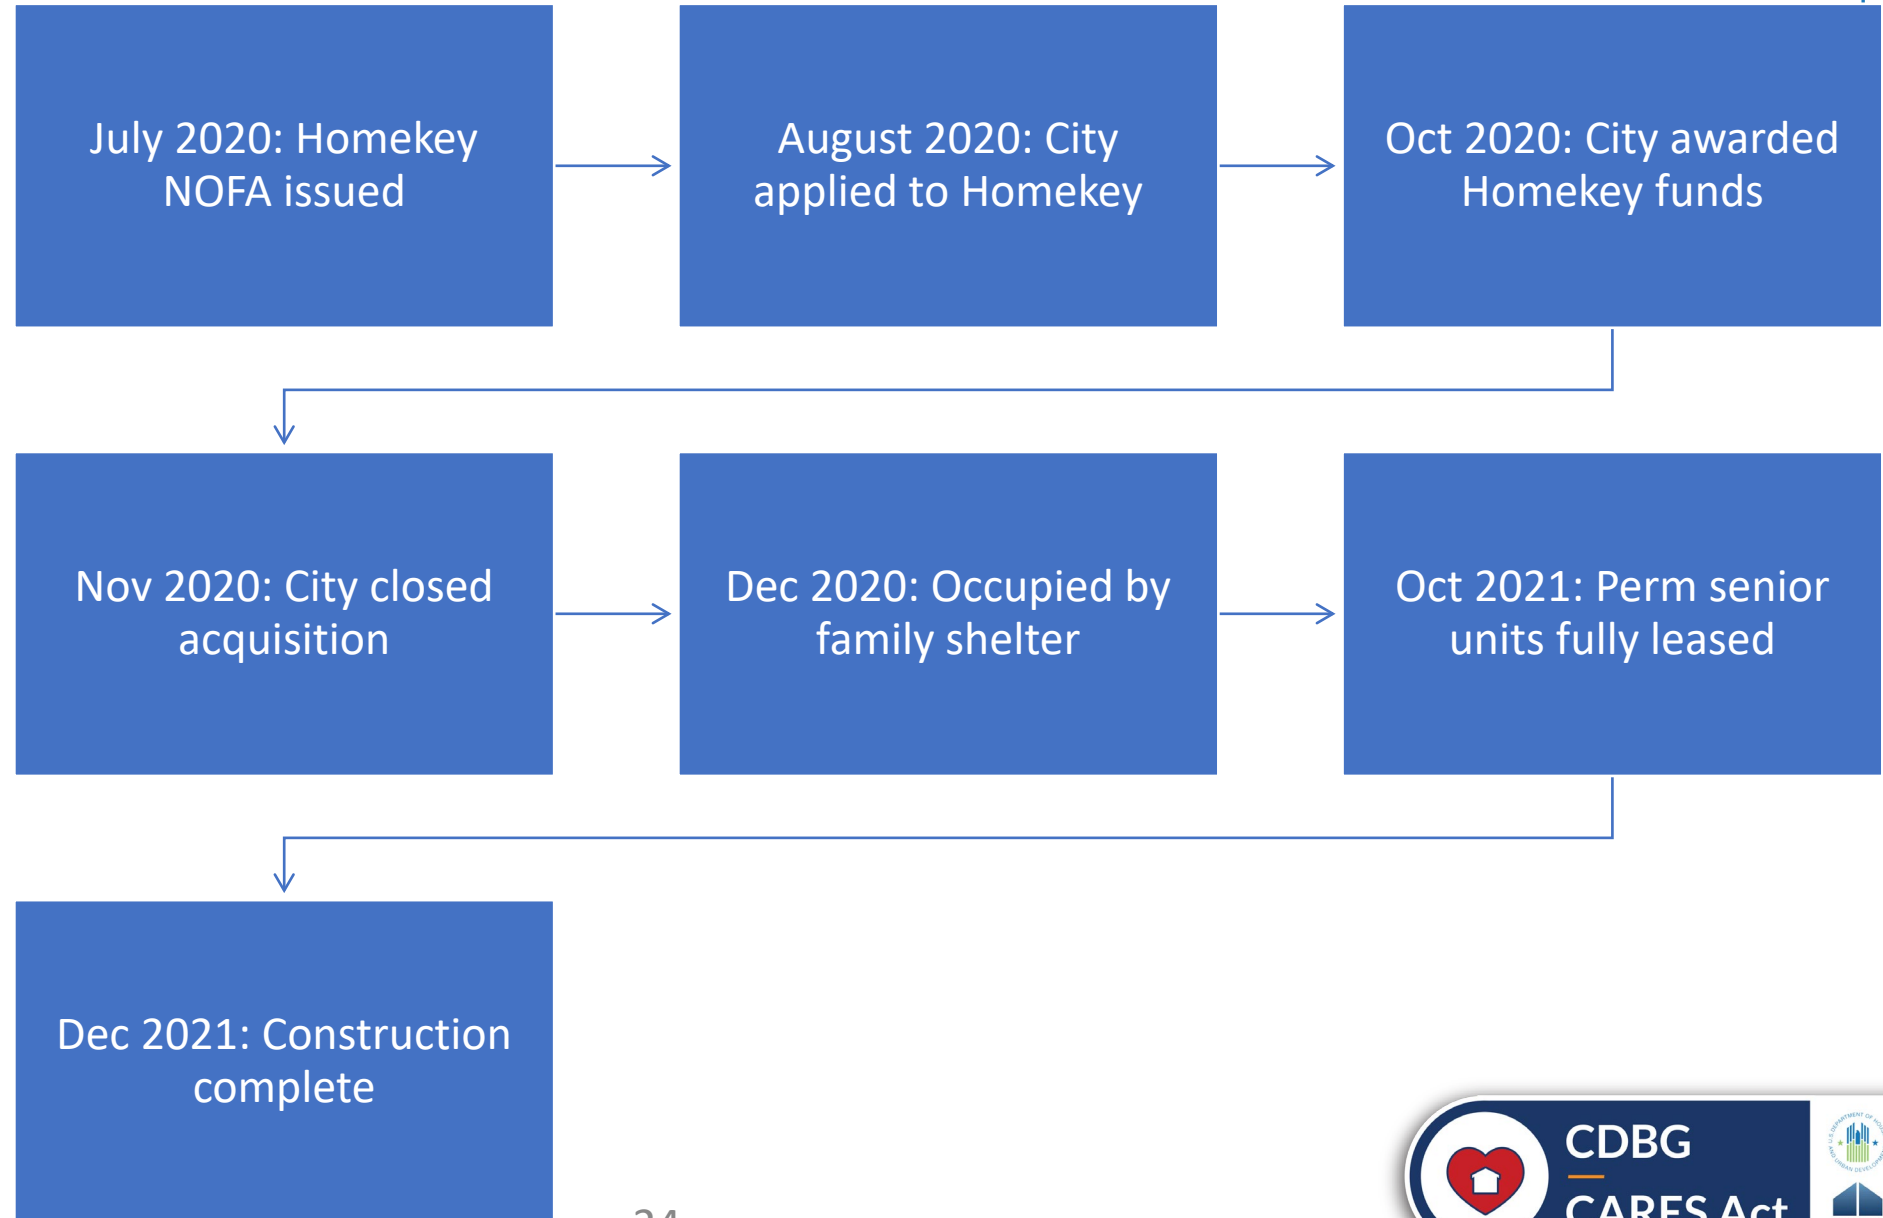 July 2020: Homekey
NOFA issued
August 2020: City
applied to Homekey
Oct 2020: City awarded
Homekey funds
Nov 2020: City closed
acquisition
Dec 2020: Occupied by
family shelter
Oct 2021: Perm senior
units fully leased
Dec 2021: Construction
complete
24
CDBG
CARES Act